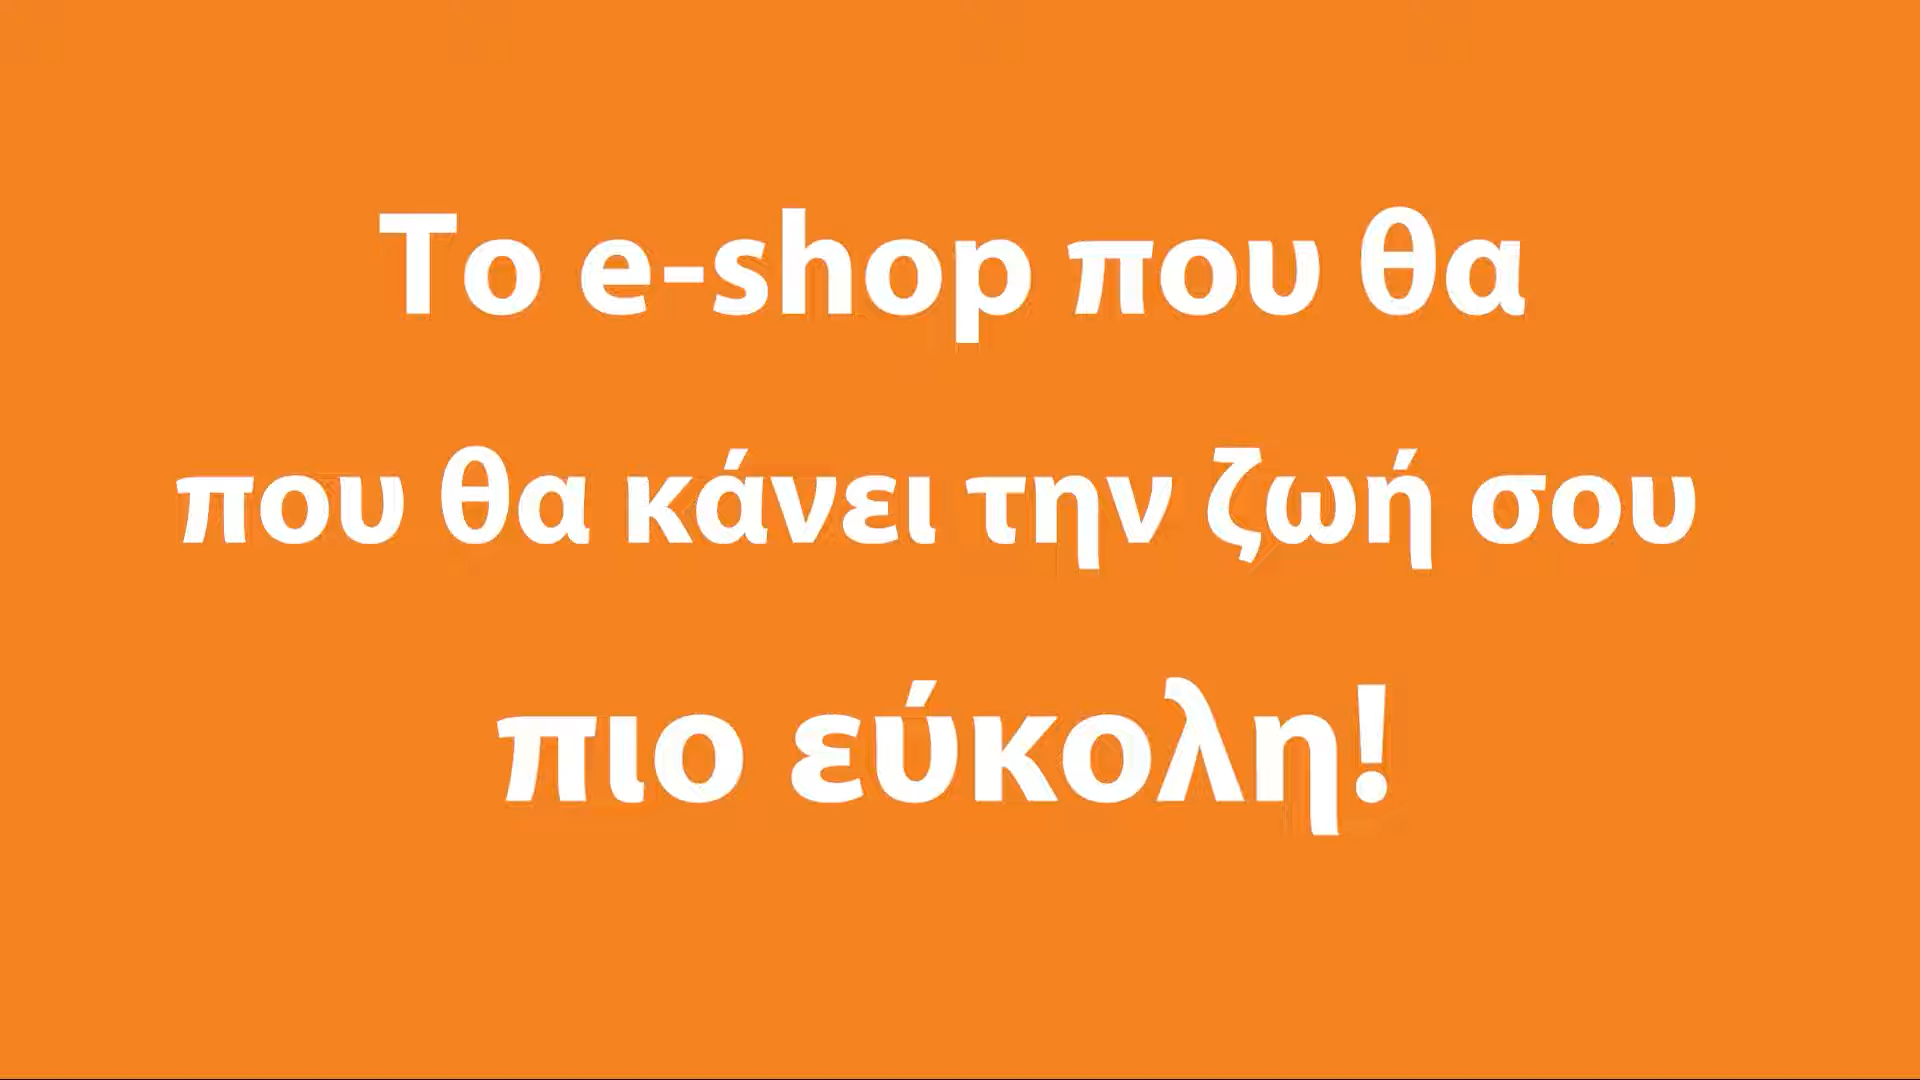 Το e-shop που θα
που θα κάνει την ζωή σου
πιο εύκολη!